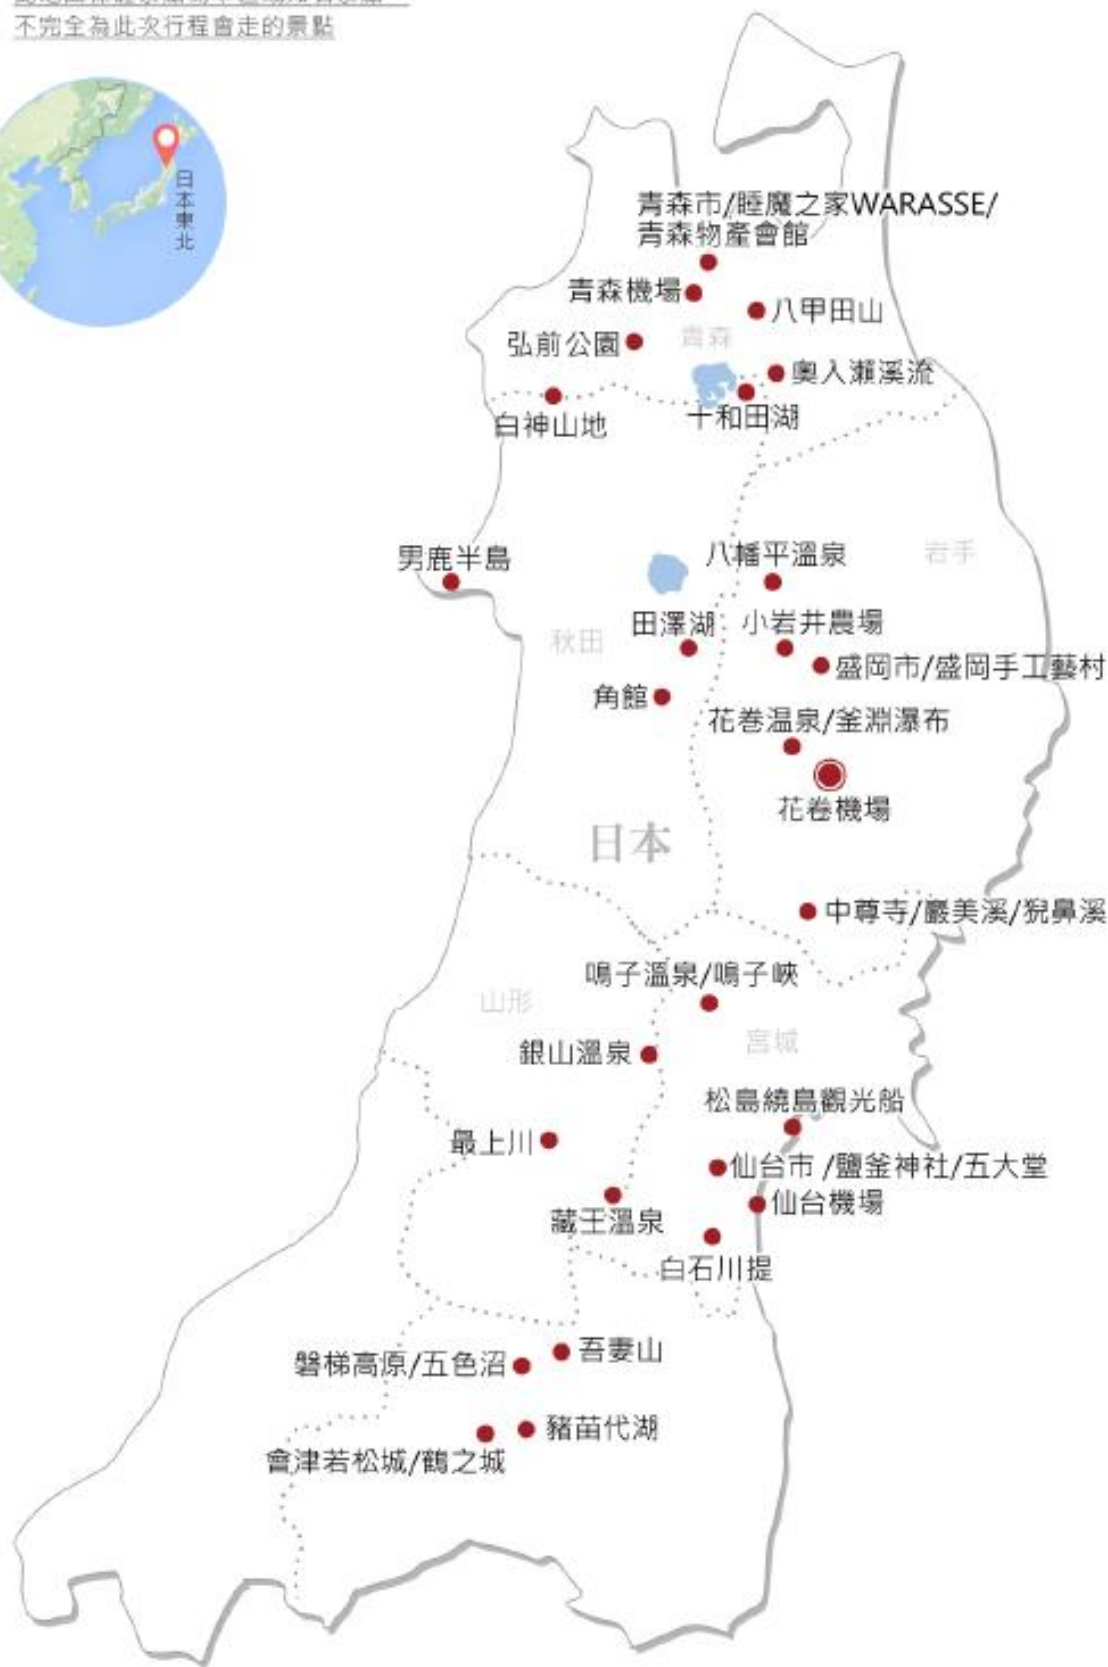 不完全為此次行程會走的景點
日本東北
青森市/睡魔之家WARASSE/
青森物產會館
青森機場
八甲田山
弘前公園
青森
奧入瀨溪流
十和田湖
白神山地
男鹿半島
八幡平溫泉
岩手
田澤湖
小岩井農場
秋田
盛岡市/盛岡手工藝村
角館
花巻温泉/釜淵瀑布
花卷機場
日本
中尊寺/嚴美溪/猊鼻溪
鳴子溫泉/鳴子峽
山形
宮城
銀山溫泉
松島繞島觀光船
最上川
仙台市 /鹽釜神社/五大堂
仙台機場
藏王溫泉
白石川提
吾妻山
磐梯高原/五色沼
豬苗代湖
會津若松城/鶴之城